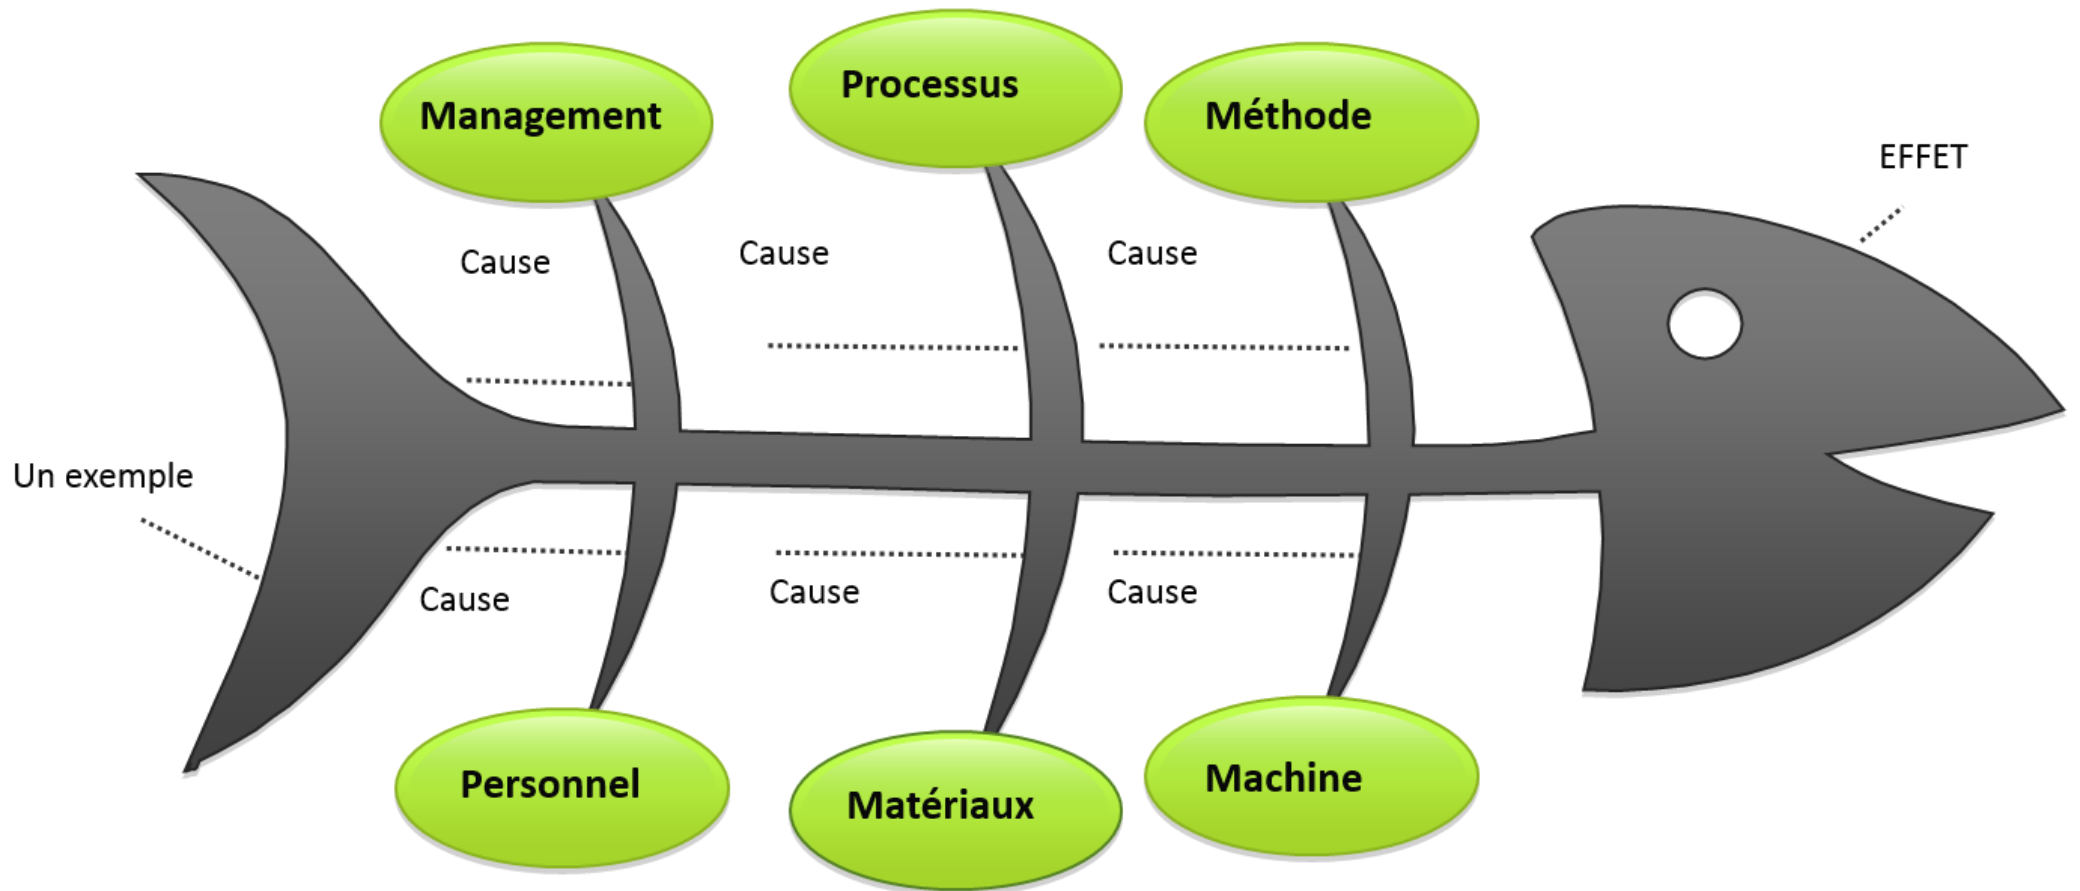 Management
Processus
Méthode
EFFET
Cause
Cause
Cause
Un exemple
Cause
Cause
Cause
Personnel
Matériaux
Machine